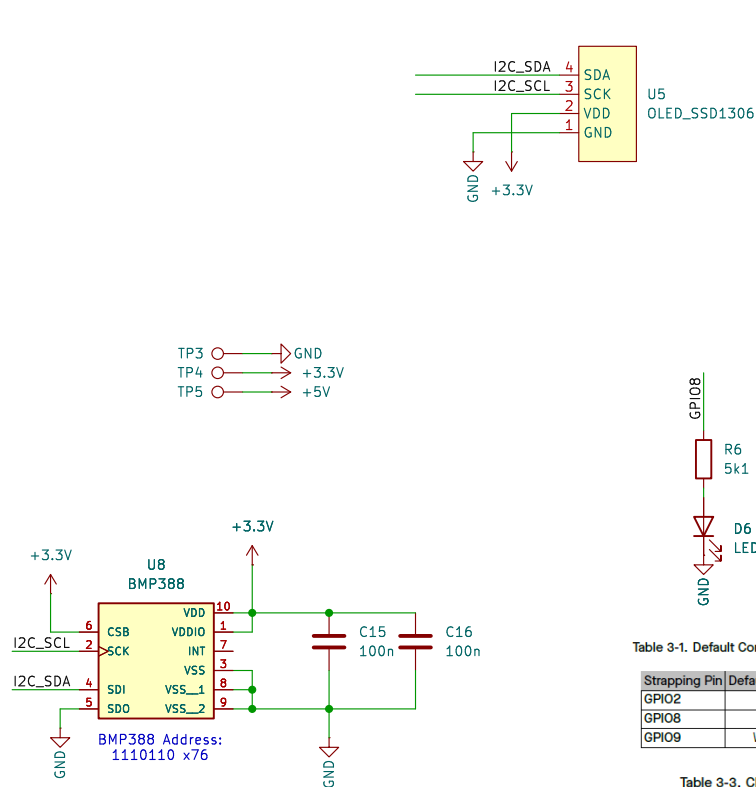 I2C_SDA 4 SDA
I2C_SCL 3 SCK
2 VDD
1 GND
U5
OLED_SSD1306
GND
+3.3V
TP3 GND
TP4 +3.3V
TP5 +5V
GPIO8
R6
5k1
D6
LED
GND
+3.3V
+3.3V
U8
BMP388
6 CSB
I2C_SCL 2 SCK
I2C_SDA 4 SDI
5 SDO
VDD 10
VDDIO 1
INT 7
VSS 3
VSS__1 8
VSS__2 9
C15
100n
C16
100n
GND
GND
BMP388 Address:
1110110 x76
Table 3-1. Default Co
Strapping Pin Defa
GPIO2
GPIO8
GPIO9
Table 3-3. C